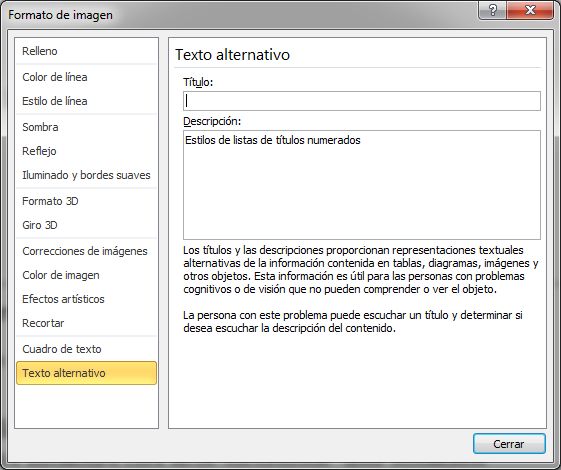 Formato de imagen
Relleno
Color de línea
Estilo de línea
Sombra
Reflejo
Iluminado y bordes suaves
Formato 3D
Giro 3D
Correcciones de imágenes
Color de imagen
Efectos artísticos
Recortar
Cuadro de texto
Texto alternativo
Texto alternativo
Título:
Descripción:
Estilos de listas de títulos numerados
Los títulos y las descripciones proporcionan representaciones textuales
alternativas de la información contenida en tablas, diagramas, imágenes y
otros objetos. Esta información es útil para las personas con problemas
cognitivos o de visión que no pueden comprender o ver el objeto.
La persona con este problema puede escuchar un título y determinar si
desea escuchar la descripción del contenido.
Cerrar